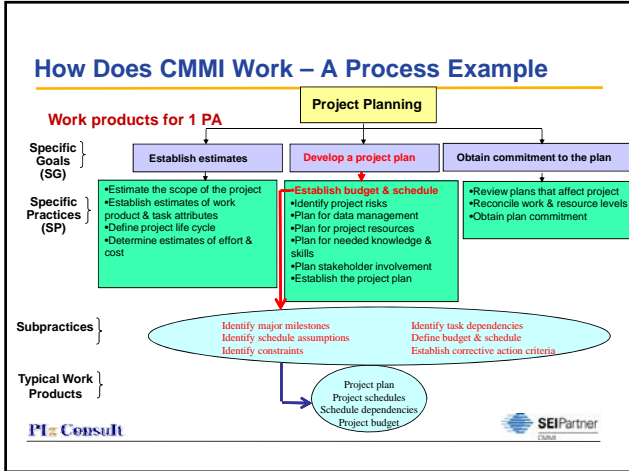 How Does CMMI Work – A Process Example
Project Planning
Work products for 1 PA
Specific
Goals
(SG)
Establish estimates
Develop a project plan
Obtain commitment to the plan
Specific
Practices
(SP)
•Estimate the scope of the project
•Establish estimates of work
product & task attributes
•Define project life cycle
•Determine estimates of effort &
cost
•Establish budget & schedule
•Identify project risks
•Plan for data management
•Plan for project resources
•Plan for needed knowledge &
skills
•Plan stakeholder involvement
•Establish the project plan
•Review plans that affect project
•Reconcile work & resource levels
•Obtain plan commitment
Subpractices
Identify major milestones
Identify schedule assumptions
Identify constraints
Identify task dependencies
Define budget & schedule
Establish corrective action criteria
Typical Work
Products
Project plan
Project schedules
Schedule dependencies
Project budget
Consult
SEIPartner
CMMI